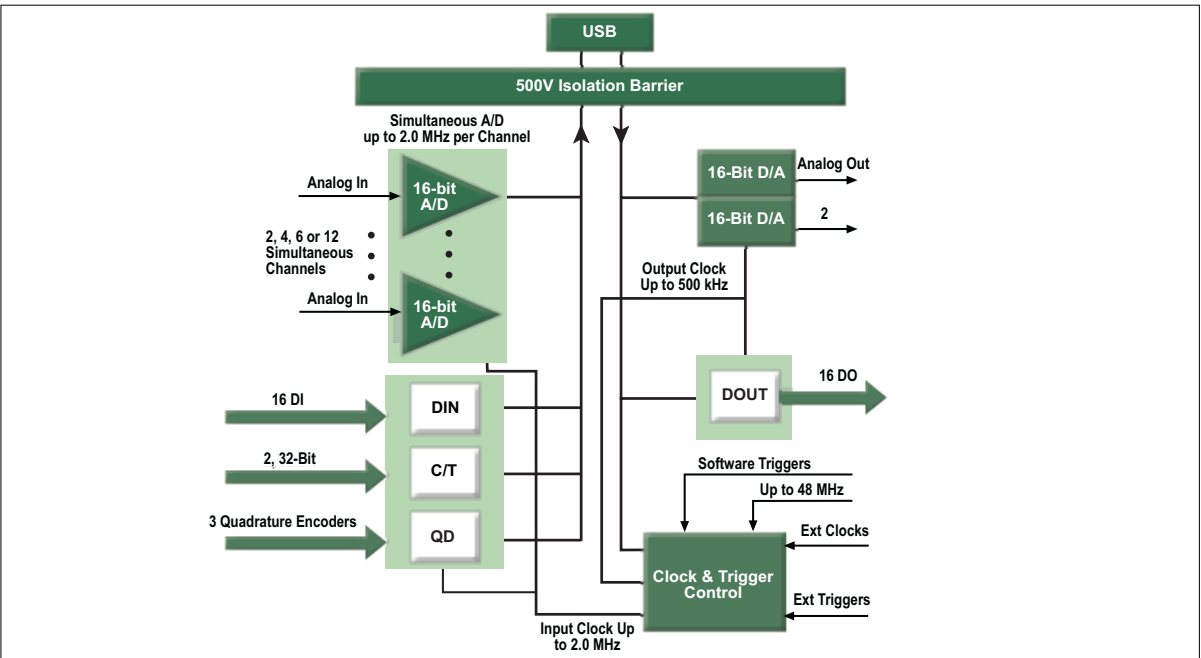 USB
500V Isolation Barrier
Simultaneous A/D
up to 2.0 MHz per Channel
Analog In
16-bit
A/D
2, 4, 6 or 12
Simultaneous
Channels
Analog In
16-bit
A/D
16-Bit D/A
Analog Out
16-Bit D/A
2
Output Clock
Up to 500 kHz
16 DI
DIN
2, 32-Bit
C/T
3 Quadrature Encoders
QD
DOUT
16 DO
Software Triggers
Up to 48 MHz
Ext Clocks
Clock & Trigger
Control
Ext Triggers
Input Clock Up
to 2.0 MHz